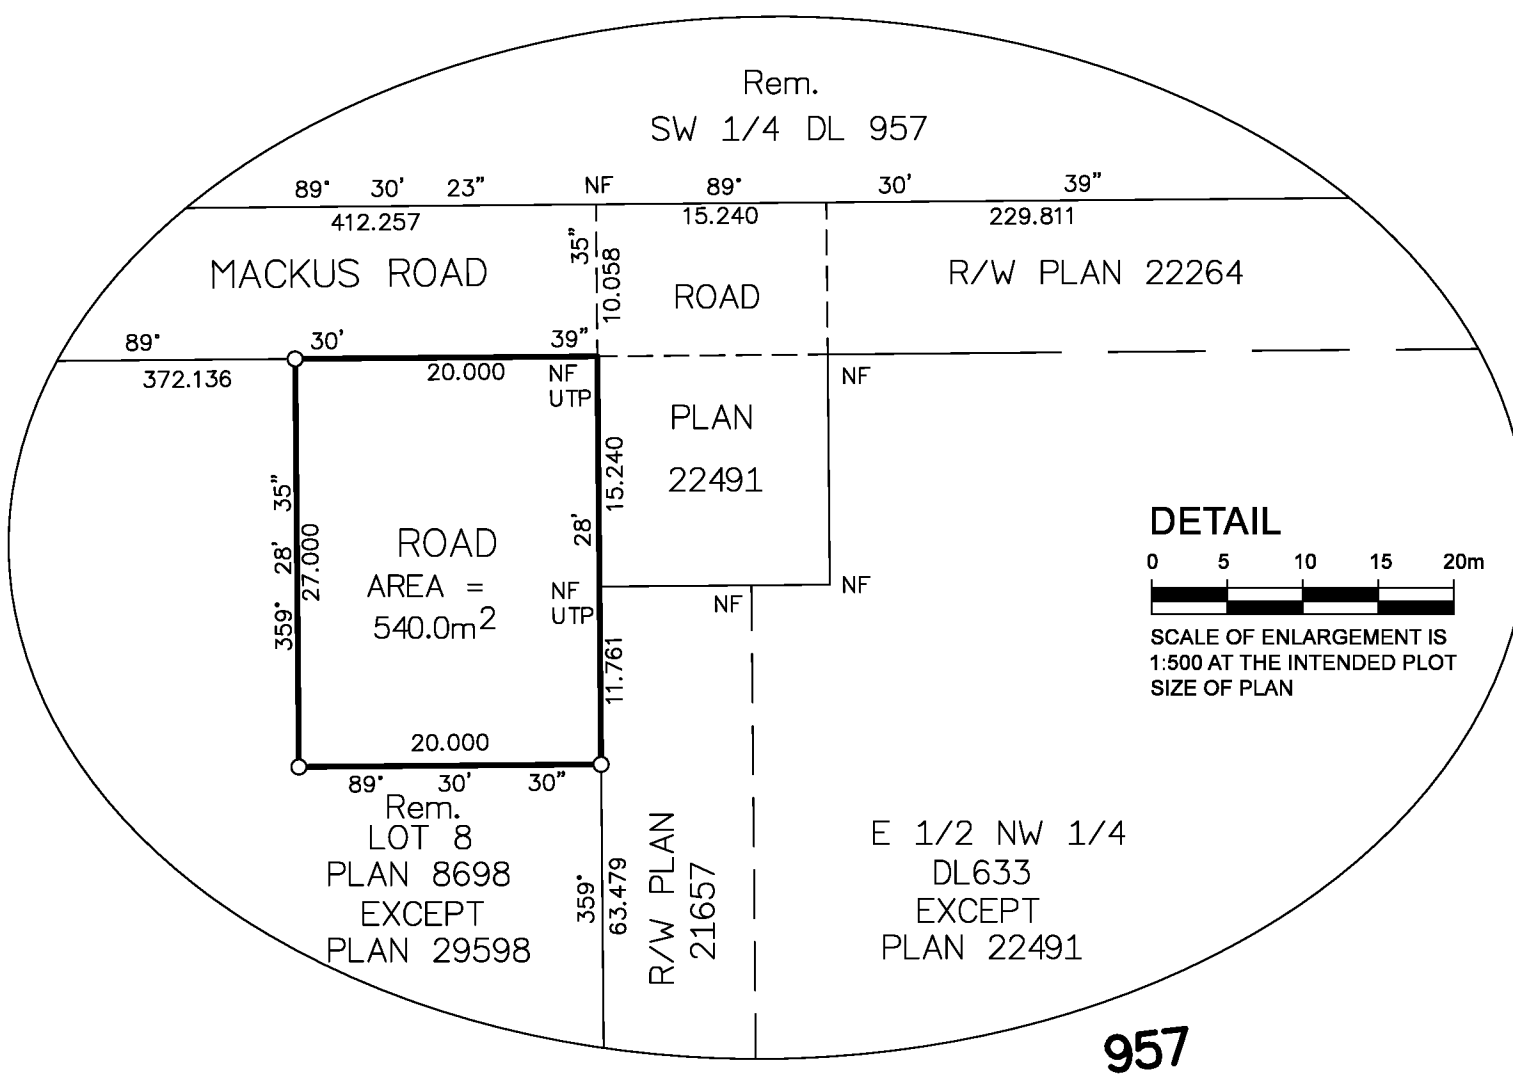 Rem.
SW 1/4 DL 957
89° 30' 23" NF 89° 30' 39"
412.257 15.240 229.811
35"
10.058
MACKUS ROAD
ROAD
R/W PLAN 22264
89° 30' 39"
372.136 20.000
NF
UTP
NF
PLAN
22491
15.240
359° 28' 35"
27.000
28'
ROAD
AREA =
540.0m²
NF
UTP
NF
NF
11.761
20.000
89° 30' 30"
DETAIL
0 5 10 15 20m
SCALE OF ENLARGEMENT IS
1:500 AT THE INTENDED PLOT
SIZE OF PLAN
Rem.
LOT 8
PLAN 8698
EXCEPT
PLAN 29598
359°
63.479
R/W PLAN
21657
E 1/2 NW 1/4
DL633
EXCEPT
PLAN 22491
957